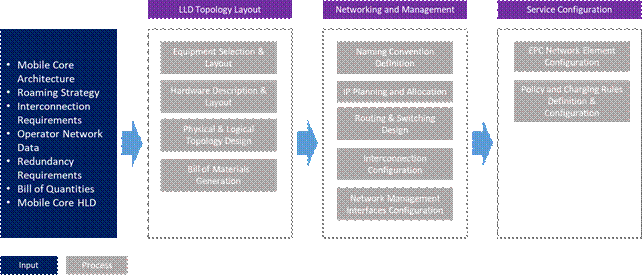 LLD Topology Layout
Networking and Management
Service Configuration
• Mobile Core
Architecture
• Roaming Strategy
• Interconnection
Requirements
• Operator Network
Data
• Redundancy
Requirements
• Bill of Quantities
• Mobile Core HLD
Equipment Selection &
Layout
Hardware Description &
Layout
Physical & Logical
Topology Design
Bill of Materials
Generation
Naming Convention
Definition
IP Planning and Allocation
Routing & Switching
Design
Interconnection
Configuration
Network Management
Interfaces Configuration
EPC Network Element
Configuration
Policy and Charging Rules
Definition &
Configuration
Input
Process